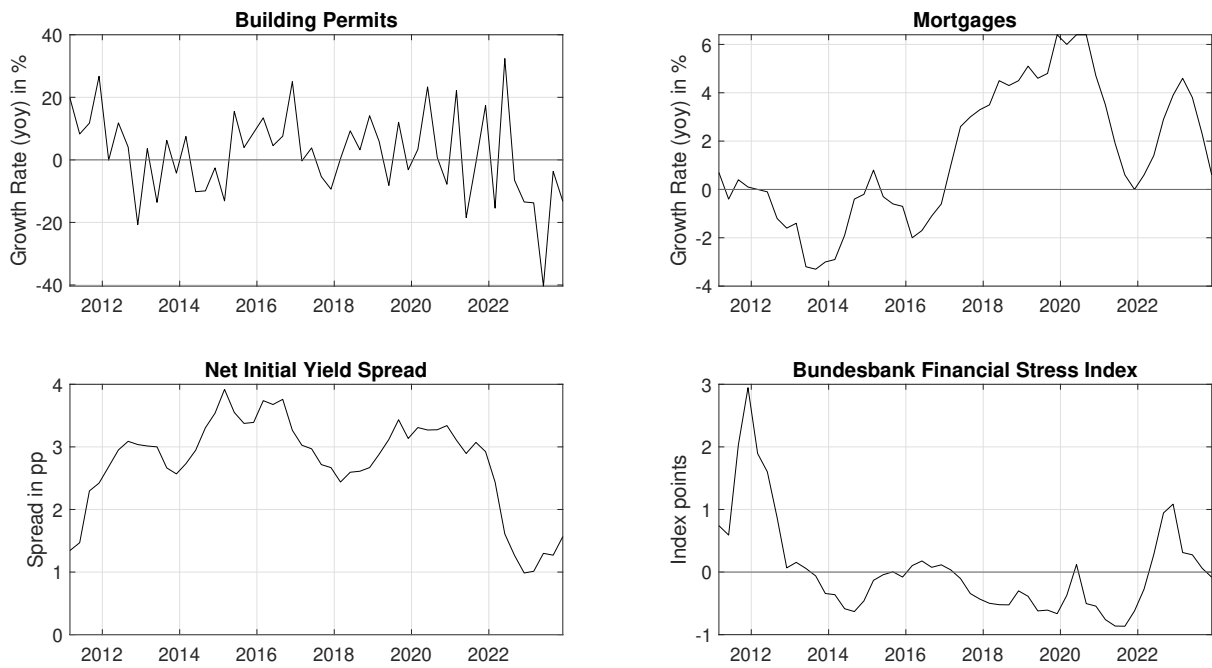 Building Permits
Growth Rate (yoy) in %
40
20
0
-20
-40
2012 2014 2016 2018 2020 2022
Mortgages
Growth Rate (yoy) in %
6
4
2
0
-2
-4
2012 2014 2016 2018 2020 2022
Net Initial Yield Spread
Spread in pp
4
3
2
1
0
2012 2014 2016 2018 2020 2022
Bundesbank Financial Stress Index
Index points
3
2
1
0
-1
2012 2014 2016 2018 2020 2022